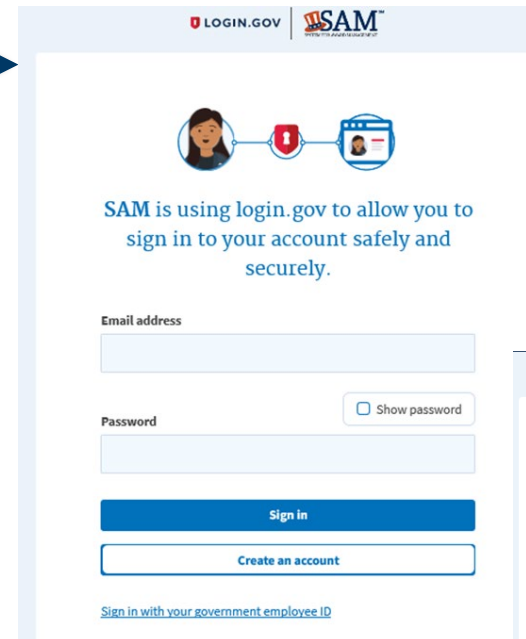 LOGIN.GOV
SAM™
SAM is using login.gov to allow you to
sign in to your account safely and
securely.
Email address
Show password
Password
Sign in
Create an account
Sign in with your government employee ID